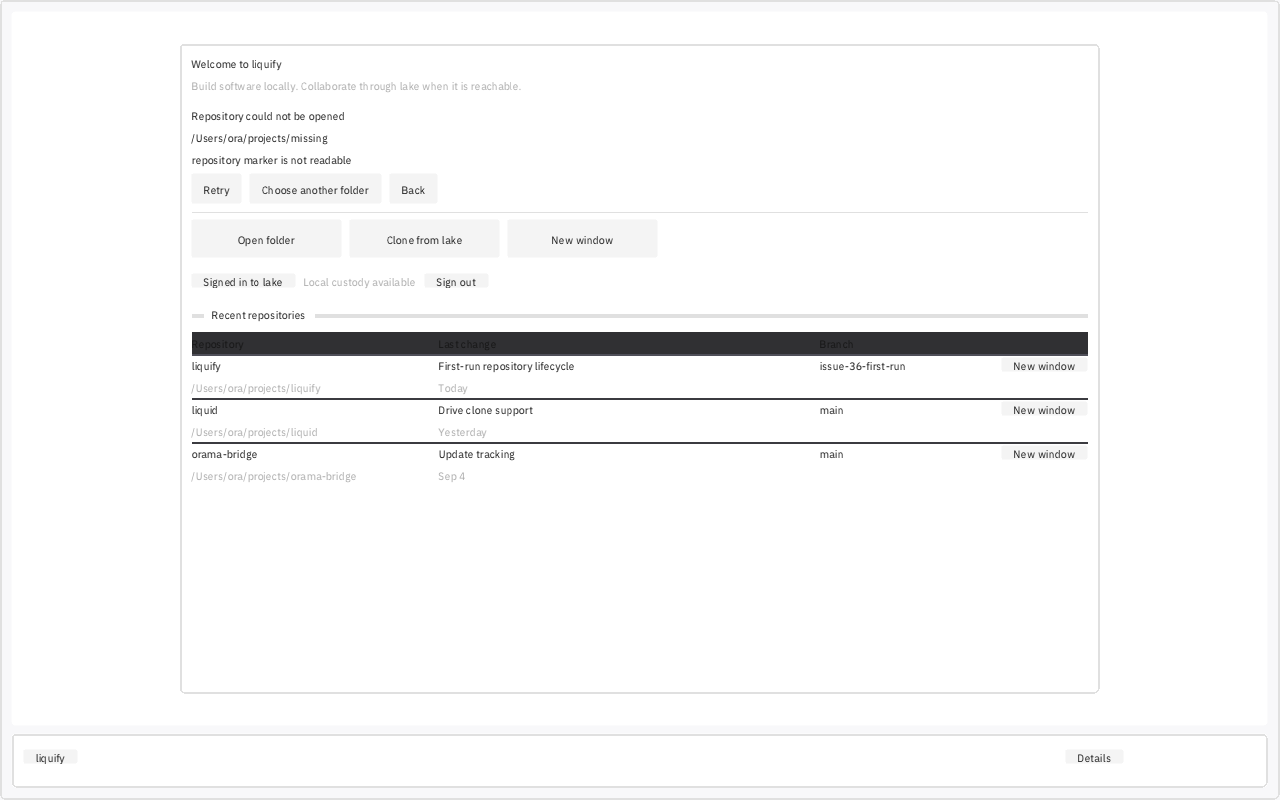 Welcome to liquify
Build software locally. Collaborate through lake when it is reachable.
Repository could not be opened
/Users/ora/projects/missing
repository marker is not readable
Retry Choose another folder Back
Open folder Clone from lake New window
Signed in to lake Local custody available Sign out
Recent repositories
Repository Last change Branch
liquify First-run repository lifecycle issue-36-first-run New window
/Users/ora/projects/liquify Today
liquid Drive clone support main New window
/Users/ora/projects/liquid Yesterday
orama-bridge Update tracking main New window
/Users/ora/projects/orama-bridge Sep 4
liquify Details